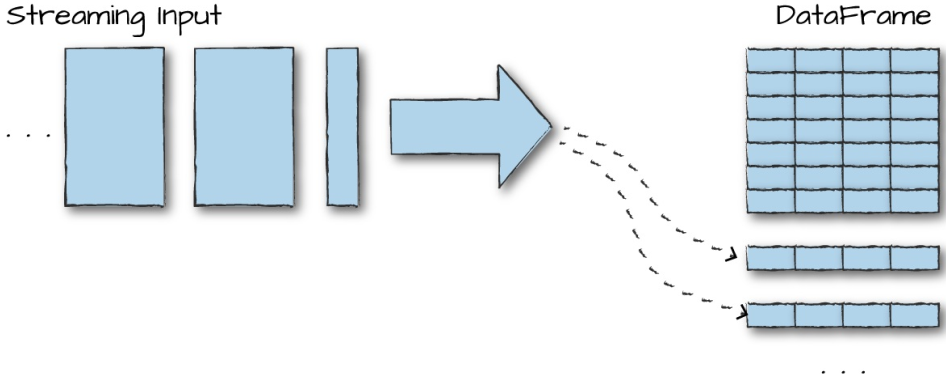 Streaming Input
DataFrame
. . .
. . .